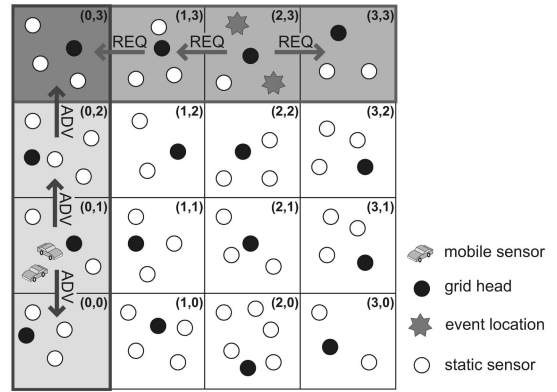 (0,3) (1,3) (2,3) (3,3)
REQ REQ REQ
ADV
(0,2) (1,2) (2,2) (3,2)
ADV
(0,1) (1,1) (2,1) (3,1)
ADV
(0,0) (1,0) (2,0) (3,0)
mobile sensor
grid head
event location
static sensor